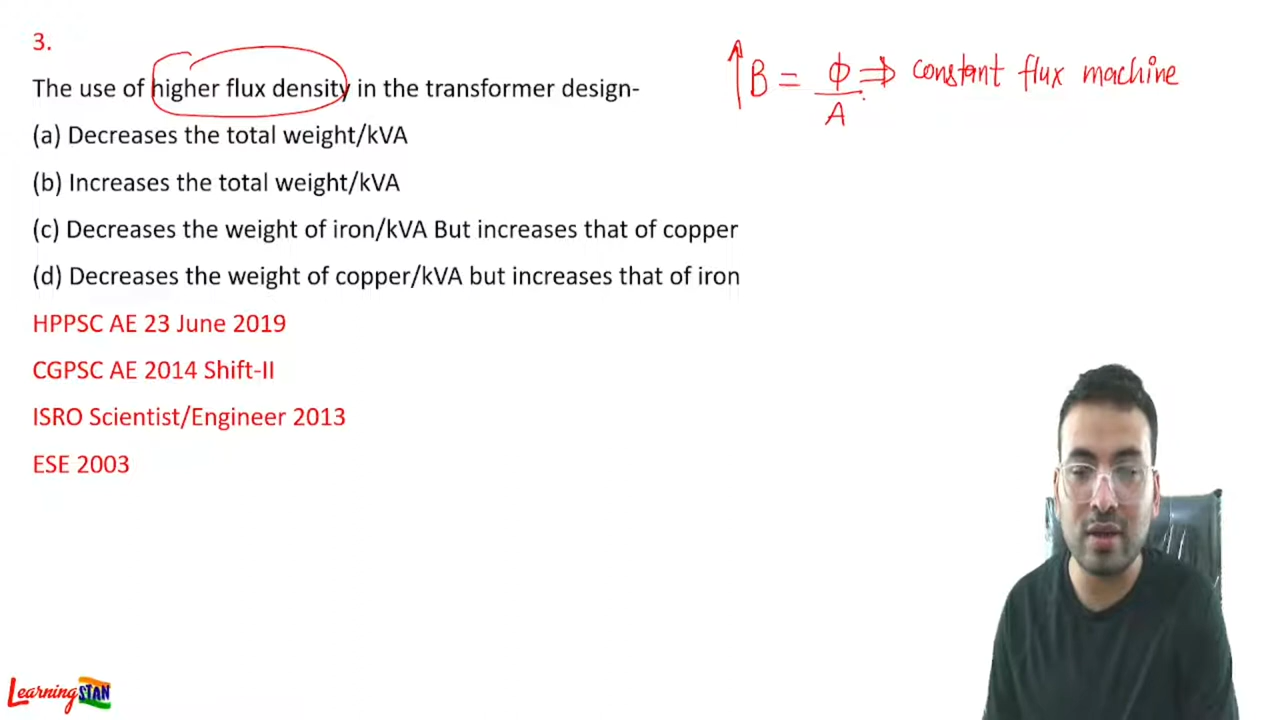 3.
The use of higher flux density in the transformer design-
(a) Decreases the total weight/kVA
(b) Increases the total weight/kVA
(c) Decreases the weight of iron/kVA But increases that of copper
(d) Decreases the weight of copper/kVA but increases that of iron
HPPSC AE 23 June 2019
CGPSC AE 2014 Shift-II
ISRO Scientist/Engineer 2013
ESE 2003
↑B = Φ/A ⇒ constant flux machine
LearningSTAN